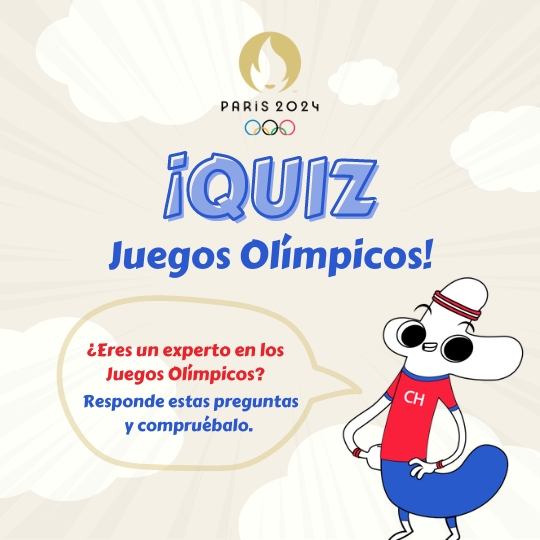 PARIS 2024
¡QUIZ
Juegos Olímpicos!
¿Eres un experto en los
Juegos Olímpicos?
Responde estas preguntas
y compruébalo.
CH